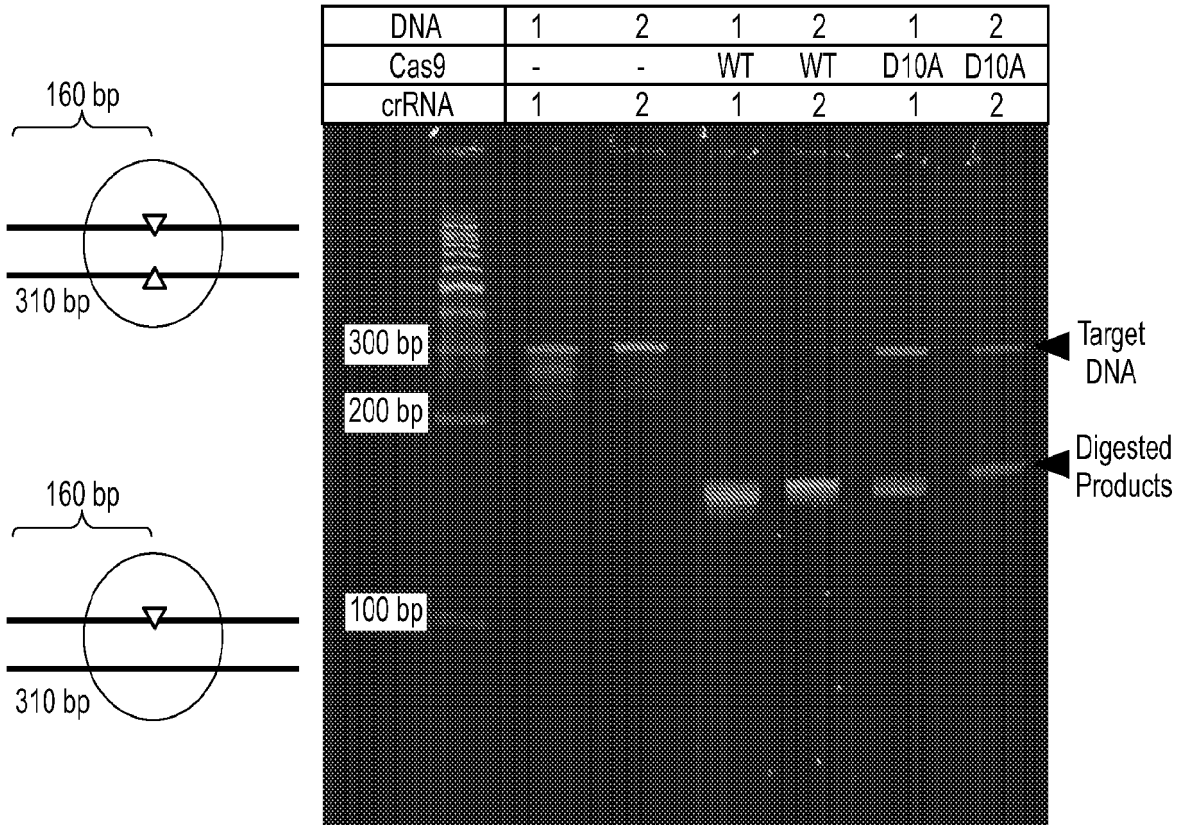 DNA 1 2 1 2 1 2
Cas9 - - WT WT D10A D10A
crRNA 1 2 1 2 1 2
160 bp
310 bp
300 bp
200 bp
100 bp
Target
DNA
Digested
Products
160 bp
310 bp